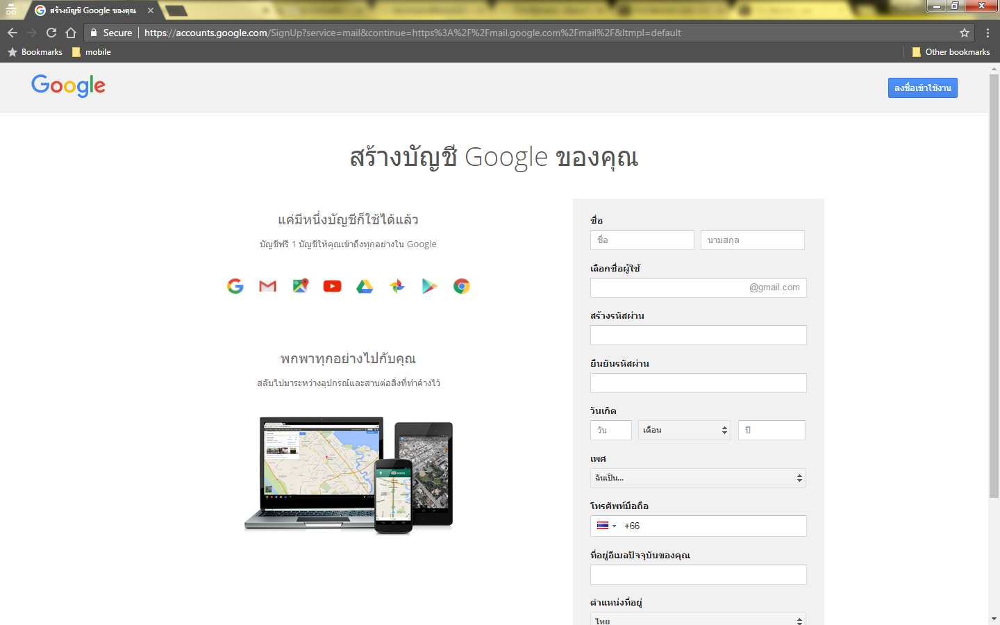 สร้างบัญชี Google ของคุณ
Secure
https://accounts.google.com/SignUp?service=mail&continue=https%3A%2F%2Fmail.google.com%2Fmail%2F&ltmpl=default
Bookmarks
mobile
Other bookmarks
Google
ลงชื่อเข้าใช้งาน
สร้างบัญชี Google ของคุณ
แค่มีหนึ่งบัญชีก็ใช้ได้แล้ว
บัญชีฟรี 1 บัญชีให้คุณเข้าถึงทุกอย่างใน Google
พกพาทุกอย่างไปกับคุณ
สลับไปมาระหว่างอุปกรณ์และสานต่อสิ่งที่ทำค้างไว้
ชื่อ
ชื่อ
นามสกุล
เลือกชื่อผู้ใช้
@gmail.com
สร้างรหัสผ่าน
ยืนยันรหัสผ่าน
วันเกิด
วัน
เดือน
ปี
เพศ
ฉันเป็น...
โทรศัพท์มือถือ
+66
ที่อยู่อีเมลปัจจุบันของคุณ
ตำแหน่งที่อยู่
ไทย